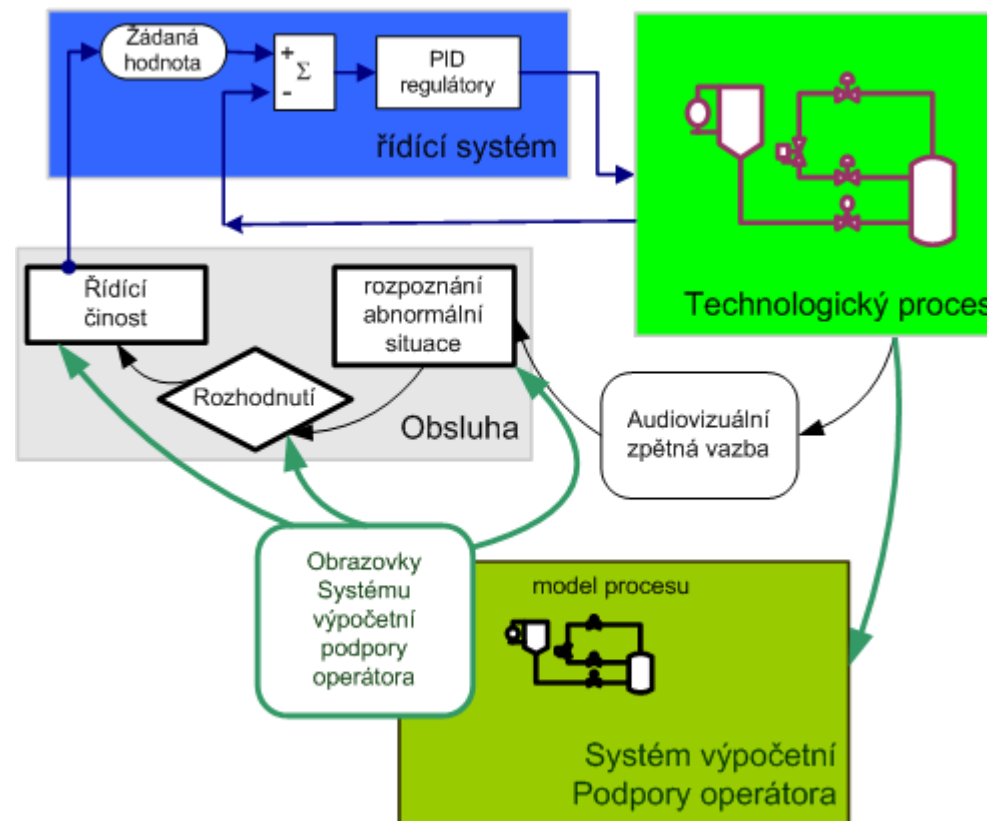 Žádaná
hodnota
+
Σ
-
PID
regulátory
řídící systém
Technologický proces
Řídící
činost
rozpoznání
abnormální
situace
Rozhodnutí
Obsluha
Audiovizuální
zpětná vazba
Obrazovky
Systému
výpočetní
podpory
operátora
model procesu
Systém výpočetní
Podpory operátora